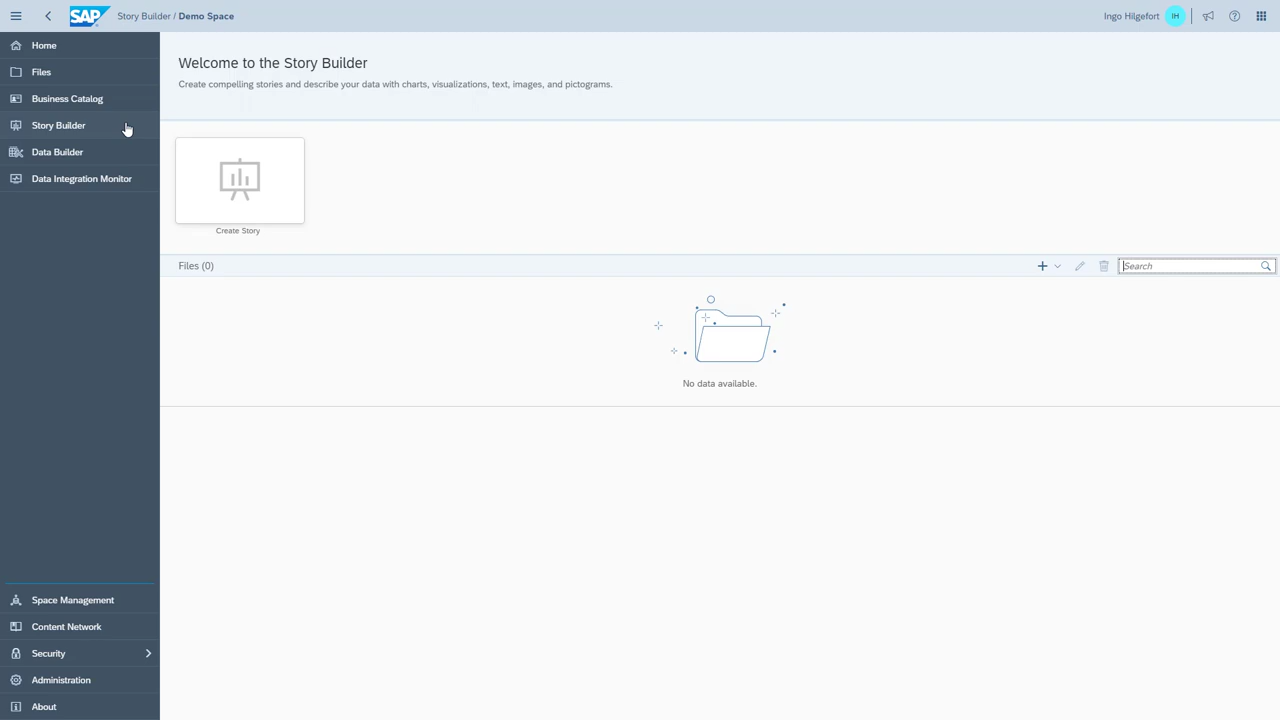 SAP
Story Builder / Demo Space
Ingo Hilgefort
IH
Home
Files
Business Catalog
Story Builder
Data Builder
Data Integration Monitor
Space Management
Content Network
Security
Administration
About
Welcome to the Story Builder
Create compelling stories and describe your data with charts, visualizations, text, images, and pictograms.
Create Story
Files (0)
Search
No data available.